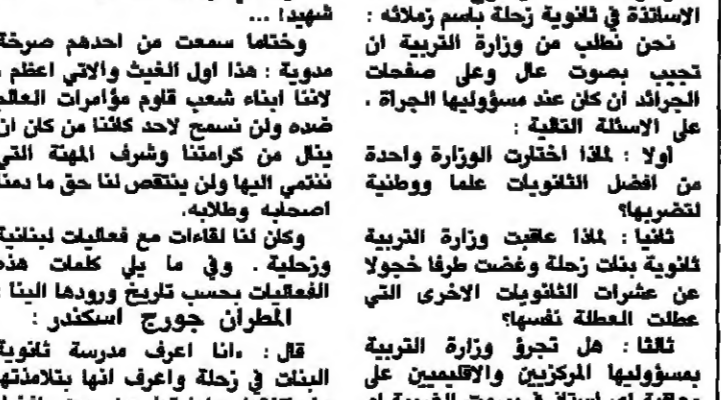 الاساتذة في ثانوية زحلة باسم زملائه :
نحن نطلب من وزارة التربية ان
تجيب بصوت عال وعلى صفحات
الجرائد ان كان عند مسؤوليها الجراة ،
على الاسئلة التالية :
اولا : لماذا اختارت الوزارة واحدة
من افضل الثانويات علما ووطنية
لتضربها؟
ثانيا : لماذا عاقبت وزارة التربية
ثانوية بنات زحلة وغضت طرفا خجولا
عن عشرات الثانويات الاخرى التي
عطلت العطلة نفسها؟
ثالثا : هل تجرؤ وزارة التربية
بمسؤوليها المركزيين والاقليميين على
شهيدا ...
وختاما سمعت من احدهم صرخة
مدوية : هذا اول الغيث والاتي اعظم ،
لاننا ابناء شعب قاوم مؤامرات العالم
ضده ولن نسمح لاحد كائنا من كان ان
ينال من كرامتنا وشرف المهنة التي
ننتمي اليها ولن ينتقص لنا حق ما دمنا
اصحابه وطلابه.
وكان لنا لقاءات مع فعاليات لبنانية
وزحلية . وفي ما يلي كلمات هذه
الفعاليات بحسب تاريخ ورودها الينا :
المطران جورج اسكندر :
قال : «انا اعرف مدرسة ثانوية
البنات في زحلة واعرف انها بتلامذتها